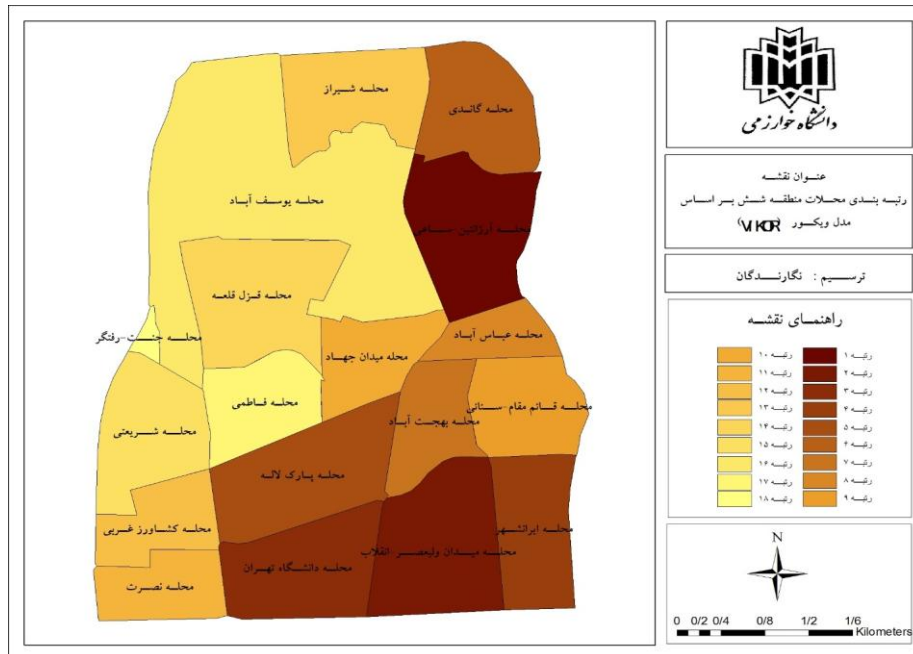 دانشگاه خوارزمی
عنوان نقشه
رتبه بندی محلات منطقه شش بر اساس
مدل ویکور (VIKOR)
ترسیم : نگارندگان
راهنمای نقشه
رتبه ۱
رتبه ۲
رتبه ۳
رتبه ۴
رتبه ۵
رتبه ۶
رتبه ۷
رتبه ۸
رتبه ۹
رتبه ۱۰
رتبه ۱۱
رتبه ۱۲
رتبه ۱۳
رتبه ۱۴
رتبه ۱۵
رتبه ۱۶
رتبه ۱۷
رتبه ۱۸
N
0 0/2 0/4 0/8 1/2 1/6
Kilometers
محله شیراز
محله گاندی
محله یوسف آباد
محله آرژانتین-ساعی
محله قزل قلعه
محله جنت-رفتگر
محله میدان جهاد
محله عباس آباد
محله فاطمی
محله بهجت آباد
محله قائم مقام-سنائی
محله شریعتی
محله پارک لاله
محله کشاورز غربی
محله ایرانشهر
محله میدان ولیعصر-انقلاب
محله دانشگاه تهران
محله نصرت